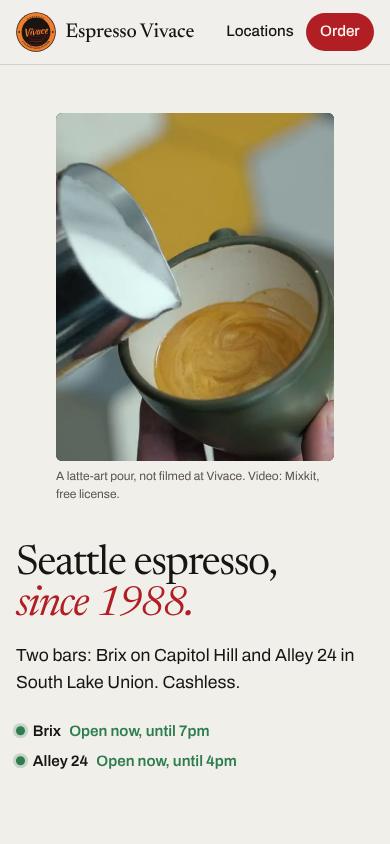 Vivace
Espresso Vivace
Locations
Order
A latte-art pour, not filmed at Vivace. Video: Mixkit,
free license.
Seattle espresso,
since 1988.
Two bars: Brix on Capitol Hill and Alley 24 in
South Lake Union. Cashless.
Brix Open now, until 7pm
Alley 24 Open now, until 4pm